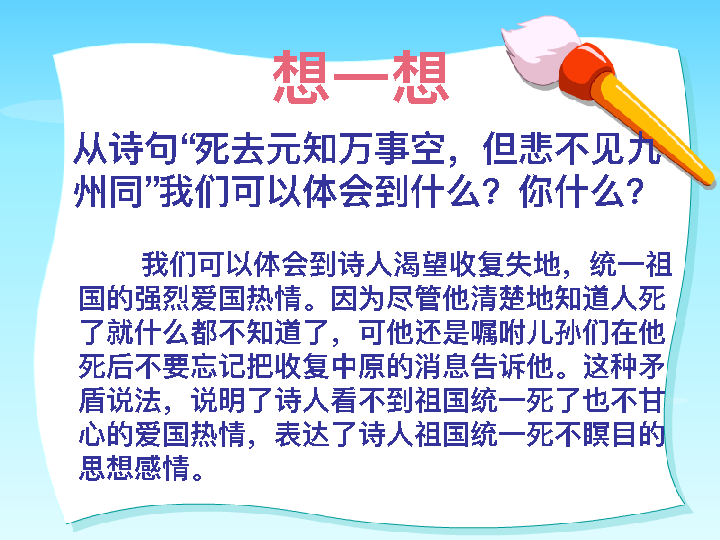 想一想
从诗句“死去元知万事空，但悲不见九
州同”我们可以体会到什么？你什么？
我们可以体会到诗人渴望收复失地，统一祖
国的强烈爱国热情。因为尽管他清楚地知道人死
了就什么都不知道了，可他还是嘱咐儿孙们在他
死后不要忘记把收复中原的消息告诉他。这种矛
盾说法，说明了诗人看不到祖国统一死了也不甘
心的爱国热情，表达了诗人祖国统一死不瞑目的
思想感情。